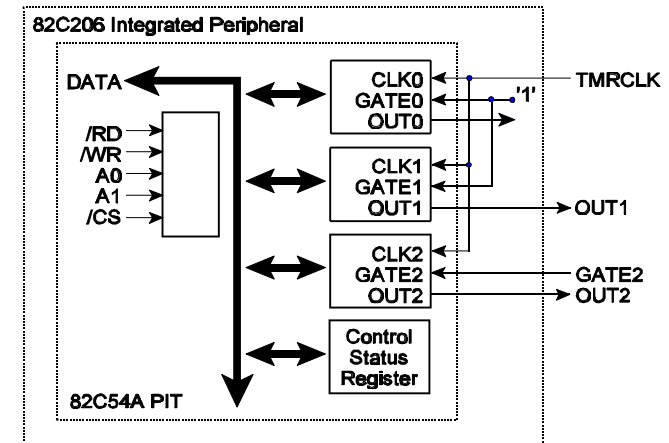 82C206 Integrated Peripheral
DATA
/RD
/WR
A0
A1
/CS
CLK0
GATE0
OUT0
TMRCLK
'1'
CLK1
GATE1
OUT1
OUT1
CLK2
GATE2
OUT2
GATE2
OUT2
Control
Status
Register
82C54A PIT